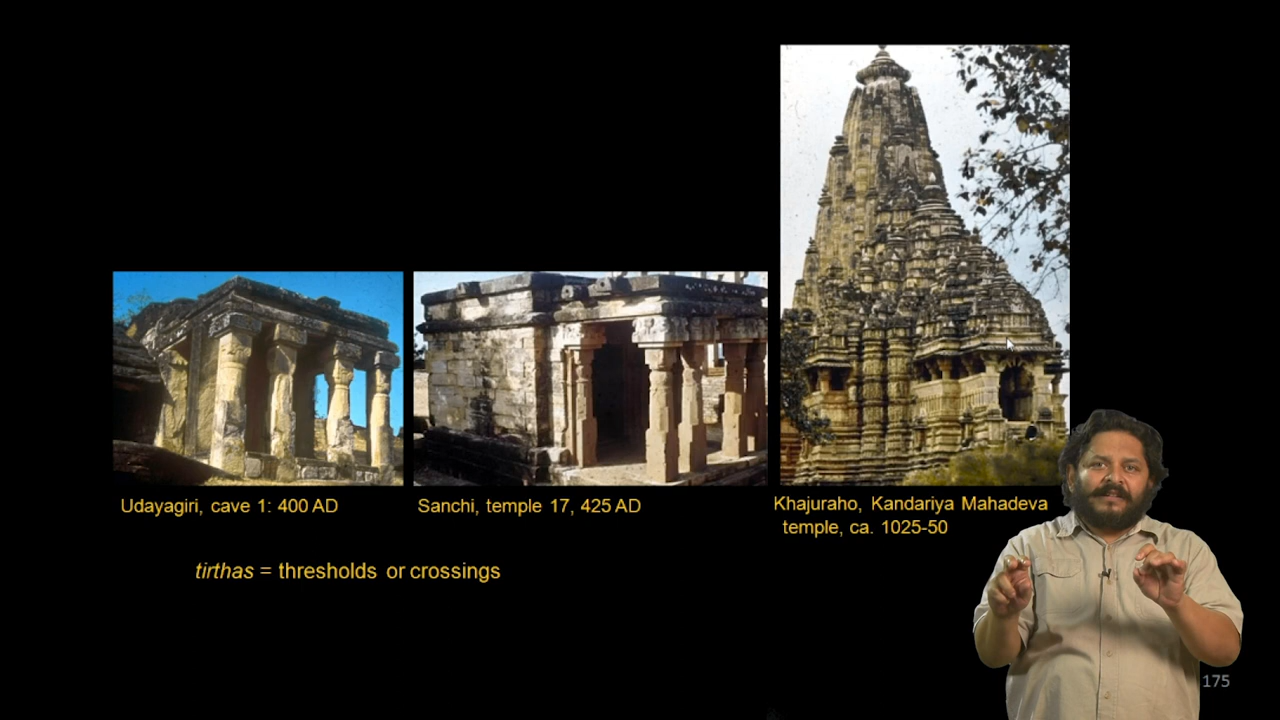 Udayagiri, cave 1: 400 AD
Sanchi, temple 17, 425 AD
Khajuraho, Kandariya Mahadeva
temple, ca. 1025-50
tirthas = thresholds or crossings
175